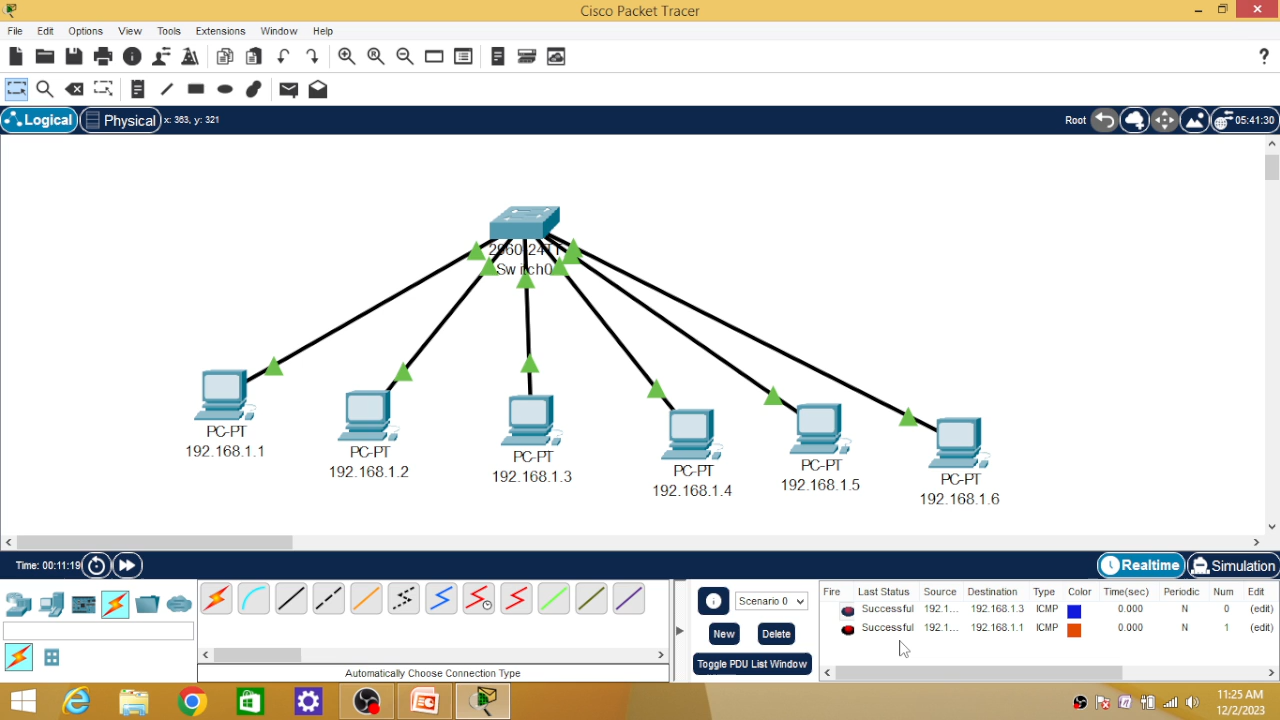 Cisco Packet Tracer
File Edit Options View Tools Extensions Window Help
Logical Physical x: 363, y: 321 Root 05:41:30
2960-24TT
Switch0
PC-PT
192.168.1.1
PC-PT
192.168.1.2
PC-PT
192.168.1.3
PC-PT
192.168.1.4
PC-PT
192.168.1.5
PC-PT
192.168.1.6
Time: 00:11:19 Realtime Simulation
Automatically Choose Connection Type
Scenario 0
New Delete
Toggle PDU List Window
Fire Last Status Source Destination Type Color Time(sec) Periodic Num Edit
Successful 192.1... 192.168.1.3 ICMP 0.000 N 0 (edit)
Successful 192.1... 192.168.1.1 ICMP 0.000 N 1 (edit)
11:25 AM
12/2/2023